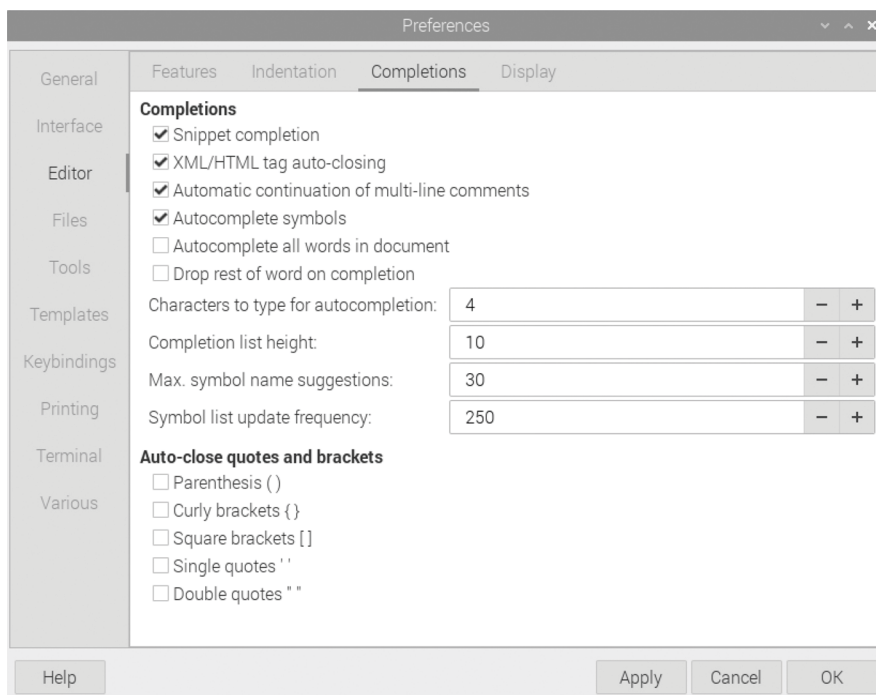 Preferences
General
Interface
Editor
Files
Tools
Templates
Keybindings
Printing
Terminal
Various
Features Indentation Completions Display
Completions
Snippet completion
XML/HTML tag auto-closing
Automatic continuation of multi-line comments
Autocomplete symbols
Autocomplete all words in document
Drop rest of word on completion
Characters to type for autocompletion: 4
Completion list height: 10
Max. symbol name suggestions: 30
Symbol list update frequency: 250
Auto-close quotes and brackets
Parenthesis ( )
Curly brackets { }
Square brackets [ ]
Single quotes ' '
Double quotes " "
Help Apply Cancel OK